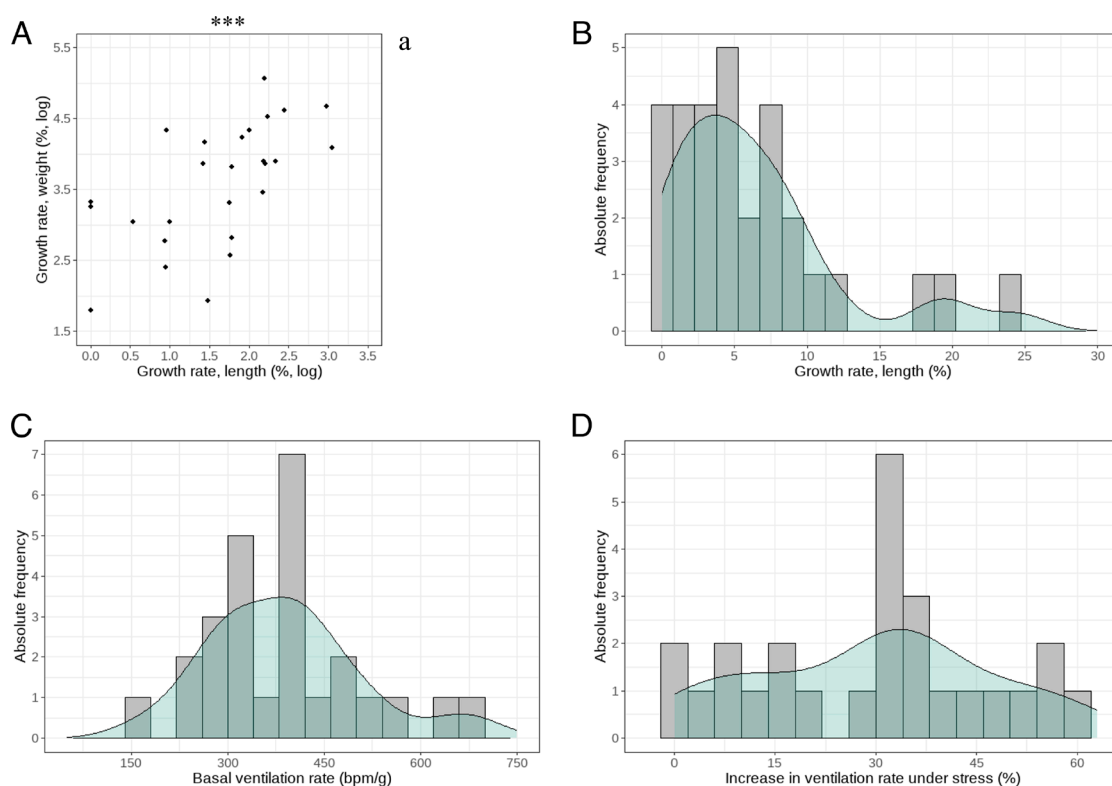 ***
A
a
5.5
4.5
3.5
2.5
1.5
Growth rate, weight (%, log)
0.0 0.5 1.0 1.5 2.0 2.5 3.0 3.5
Growth rate, length (%, log)
B
5
4
3
2
1
0
Absolute frequency
0 5 10 15 20 25 30
Growth rate, length (%)
C
7
6
5
4
3
2
1
0
Absolute frequency
150 300 450 600 750
Basal ventilation rate (bpm/g)
D
6
5
4
3
2
1
0
Absolute frequency
0 15 30 45 60
Increase in ventilation rate under stress (%)